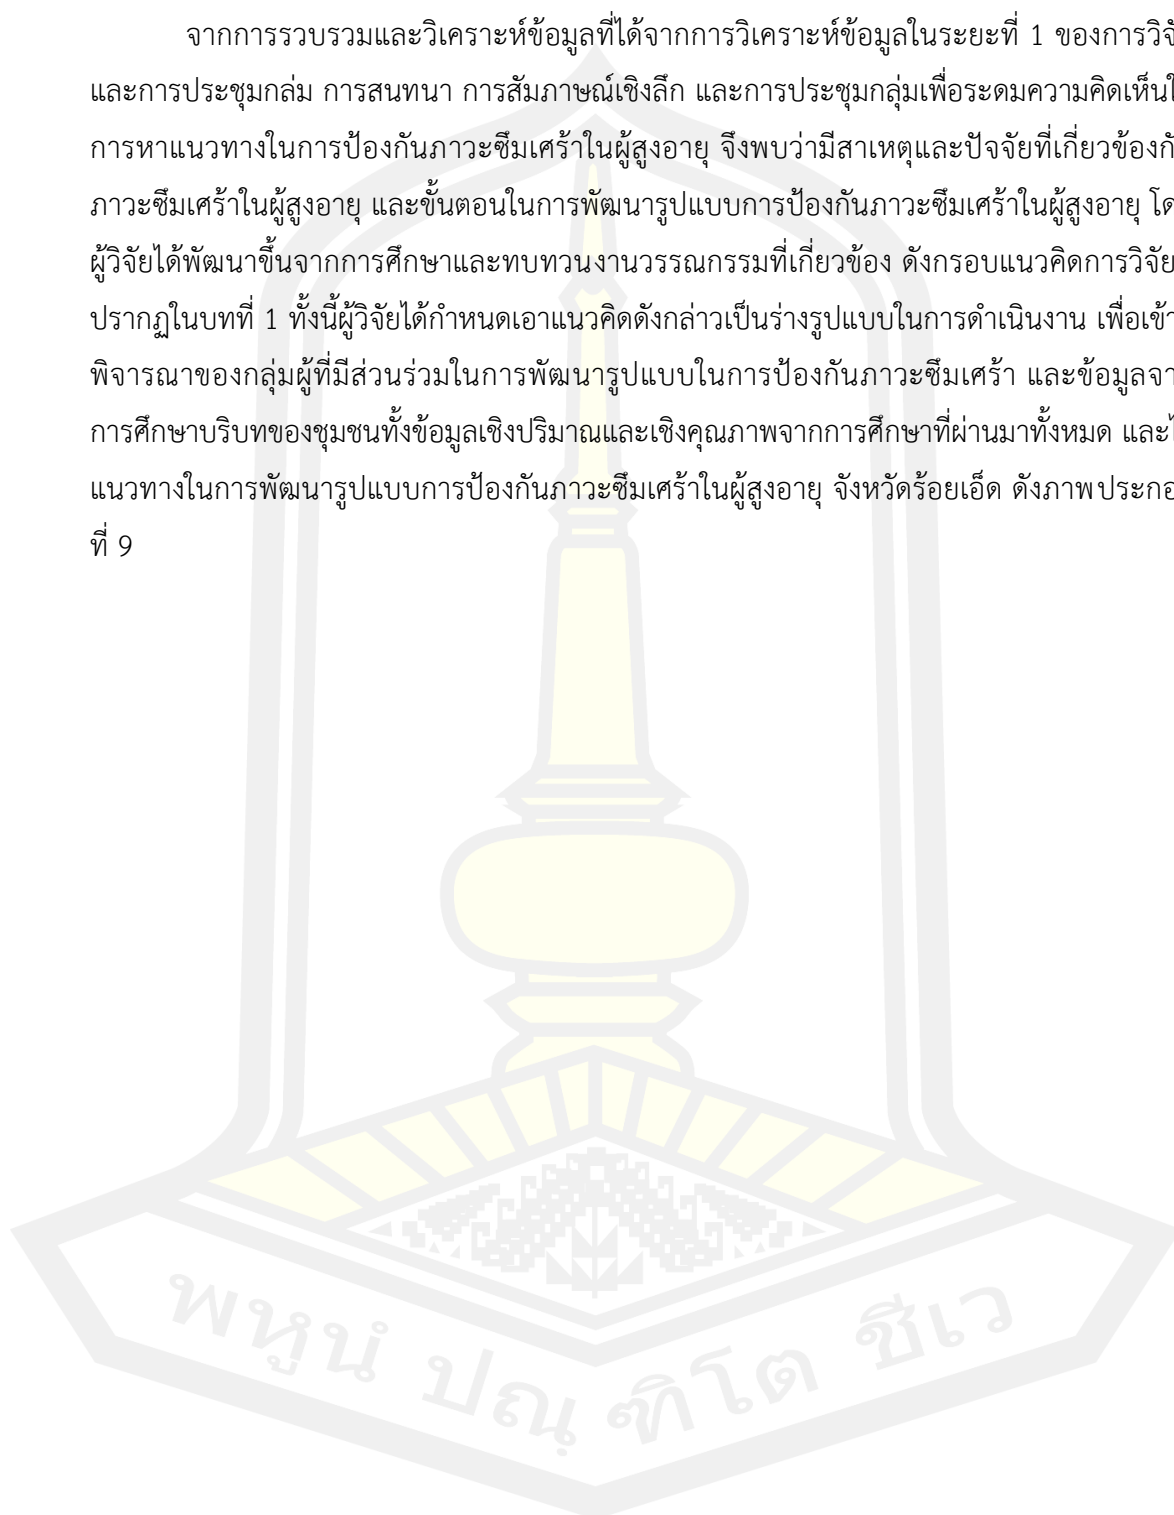 จากการรวบรวมและวิเคราะห์ข้อมูลที่ได้จากการวิเคราะห์ข้อมูลในระยะที่ 1 ของการวิจั
และการประชุมกลุ่ม การสนทนา การสัมภาษณ์เชิงลึก และการประชุมกลุ่มเพื่อระดมความคิดเห็นใ
การหาแนวทางในการป้องกันภาวะซึมเศร้าในผู้สูงอายุ จึงพบว่ามีสาเหตุและปัจจัยที่เกี่ยวข้องกั
ภาวะซึมเศร้าในผู้สูงอายุ และขั้นตอนในการพัฒนารูปแบบการป้องกันภาวะซึมเศร้าในผู้สูงอายุ โด
ผู้วิจัยได้พัฒนาขึ้นจากการศึกษาและทบทวนงานวรรณกรรมที่เกี่ยวข้อง ดังกรอบแนวคิดการวิจัย
ปรากฏในบทที่ 1 ทั้งนี้ผู้วิจัยได้กำหนดเอาแนวคิดดังกล่าวเป็นร่างรูปแบบในการดำเนินงาน เพื่อเข้า
พิจารณาของกลุ่มผู้ที่มีส่วนร่วมในการพัฒนารูปแบบในการป้องกันภาวะซึมเศร้า และข้อมูลจา
การศึกษาบริบทของชุมชนทั้งข้อมูลเชิงปริมาณและเชิงคุณภาพจากการศึกษาที่ผ่านมาทั้งหมด และไ
แนวทางในการพัฒนารูปแบบการป้องกันภาวะซึมเศร้าในผู้สูงอายุ จังหวัดร้อยเอ็ด ดังภาพประกอ
ที่ 9
พหูนํ ปณฺฑิโต ชีเว